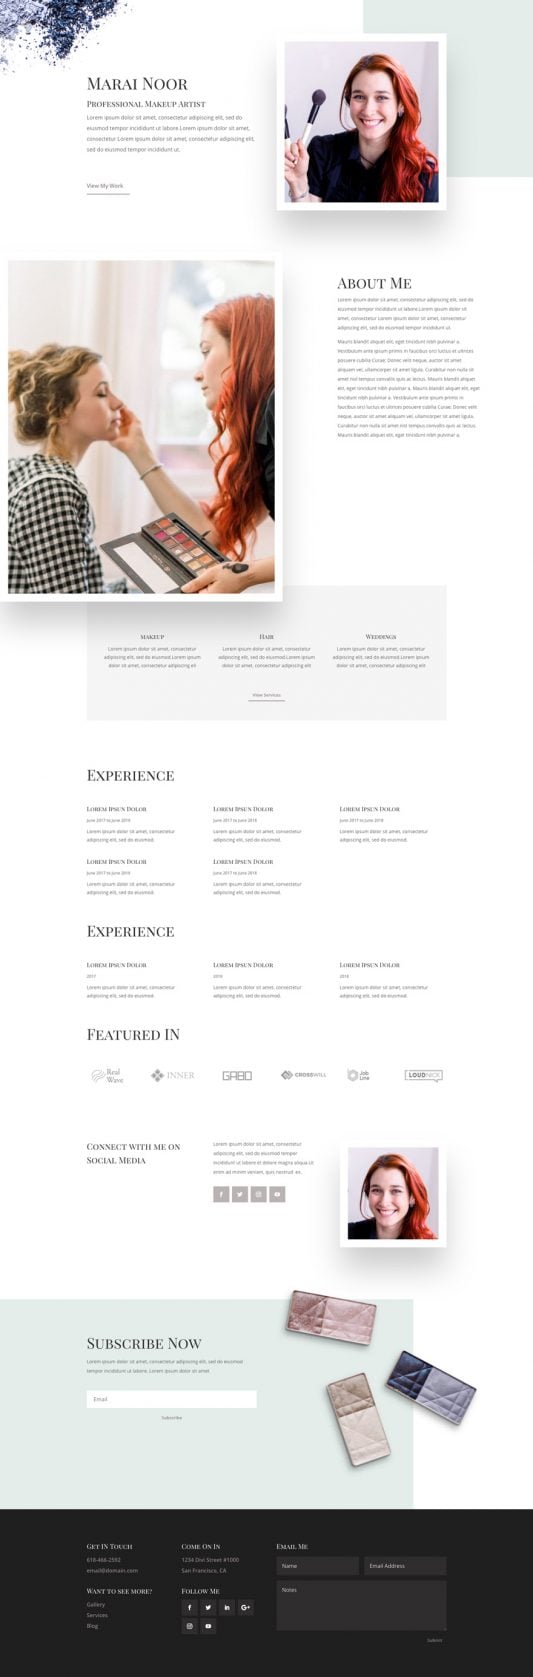 Marai Noor
Professional Makeup Artist
Lorem ipsum dolor sit amet, consectetur adipiscing elit, sed do
eiusmod tempor incididunt ut labore.Lorem ipsum dolor sit amet,
consectetur Lorem ipsum dolor sit amet, consectetur adipiscing elit,
sed do eiusmod tempor incididunt ut.
View My Work
About Me
Lorem ipsum dolor sit amet, consectetur adipiscing elit, sed do
eiusmod tempor incididunt ut labore.Lorem ipsum dolor sit
amet, consectetur Lorem ipsum dolor sit amet, consectetur
adipiscing elit, sed do eiusmod tempor incididunt ut.
Mauris blandit aliquet elit, eget tincidunt nibh pulvinar a.
Vestibulum ante ipsum primis in faucibus orci luctus et ultrices
posuere cubilia Curae; Donec velit neque, auctor sit amet
aliquam vel, ullamcorper sit amet ligula. Curabitur non nulla sit
amet nisl tempus convallis quis ac lectus. Mauris blandit aliquet
elit, eget tincidunt nibh pulvinar a. Mauris blandit aliquet elit, eget
tincidunt nibh pulvinar a. Vestibulum ante ipsum primis in
faucibus orci luctus et ultrices posuere cubilia Curae; Donec velit
neque, auctor sit amet aliquam vel, ullamcorper sit amet ligula.
Curabitur non nulla sit amet nisl tempus convallis quis ac lectus.
Mauris blandit aliquet elit, eget tincidunt nibh pulvinar a.
makeup
Lorem ipsum dolor sit amet, consectetur
adipiscing elit, sed do eiusmod.Lorem ipsum
dolor sit amet, consectetur adipiscing eli
Hair
Lorem ipsum dolor sit amet, consectetur
adipiscing elit, sed do eiusmod.Lorem ipsum
dolor sit amet, consectetur adipiscing elit
Weddings
Lorem ipsum dolor sit amet, consectetur
adipiscing elit, sed do eiusmod.Lorem ipsum
dolor sit amet, consectetur adipiscing elit
View Services
Experience
Lorem Ipsun Dolor
June 2017 to June 2018
Lorem ipsum dolor sit amet, consectetur
adipiscing elit, sed do eiusmod.
Lorem Ipsun Dolor
June 2017 to June 2018
Lorem ipsum dolor sit amet, consectetur
adipiscing elit, sed do eiusmod.
Lorem Ipsun Dolor
June 2017 to June 2018
Lorem ipsum dolor sit amet, consectetur
adipiscing elit, sed do eiusmod.
Lorem Ipsun Dolor
June 2017 to June 2018
Lorem ipsum dolor sit amet, consectetur
adipiscing elit, sed do eiusmod.
Lorem Ipsun Dolor
June 2017 to June 2018
Lorem ipsum dolor sit amet, consectetur
adipiscing elit, sed do eiusmod.
Experience
Lorem Ipsun Dolor
2017
Lorem ipsum dolor sit amet, consectetur
adipiscing elit, sed do eiusmod.
Lorem Ipsun Dolor
2016
Lorem ipsum dolor sit amet, consectetur
adipiscing elit, sed do eiusmod.
Lorem Ipsun Dolor
2018
Lorem ipsum dolor sit amet, consectetur
adipiscing elit, sed do eiusmod.
Featured IN
Real
Wave
INNER
GABO
CROSSWILL
Job
Line
LOUDNICK
Connect with me on
Social Media
Lorem ipsum dolor sit amet, consectetur
adipiscing elit, sed do eiusmod temper
incididunt ut labore et dolore magna aliqua ut
enim ad minim veniam, quis nostrud ex.
Subscribe Now
Lorem ipsum dolor sit amet, consectetur adipiscing elit, sed do eiusmod
tempor incididunt ut labore. Lorem ipsum dolor sit amet
Email
Subscribe
Get IN Touch
618-466-2592
email@domain.com
Want to see more?
Gallery
Services
Blog
Come On In
1234 Divi Street #1000
San Francisco, CA
Follow Me
Email Me
Name
Email Address
Notes
Submit